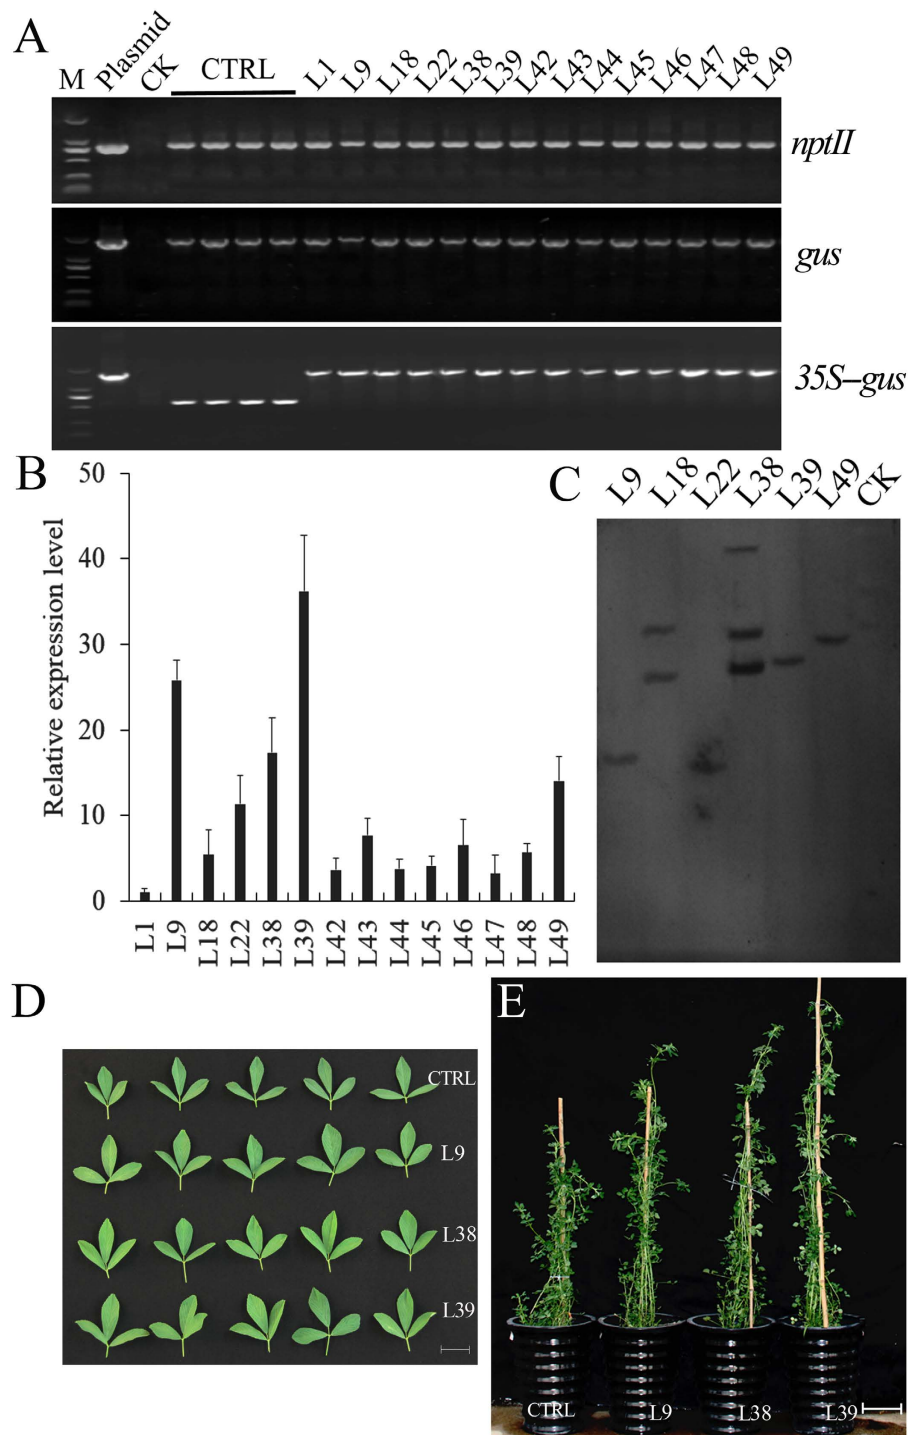 A
M Plasmid CK CTRL L1 L9 L18 L22 L38 L39 L42 L43 L44 L45 L46 L47 L48 L49
nptII
gus
35S–gus
B
50
40
30
20
10
0
Relative expression level
L1 L9 L18 L22 L38 L39 L42 L43 L44 L45 L46 L47 L48 L49
C
L9 L18 L22 L38 L39 L49 CK
D
CTRL
L9
L38
L39
E
CTRL L9 L38 L39